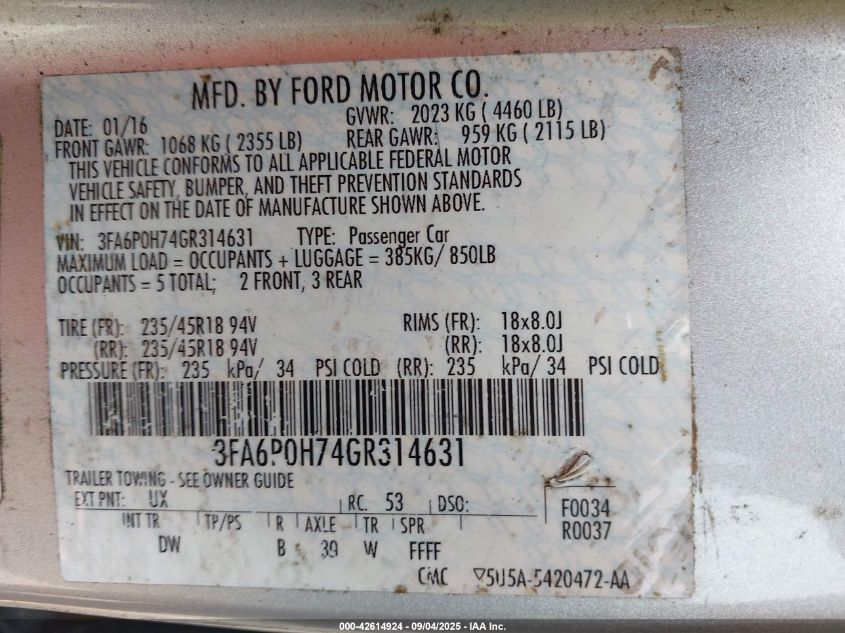 MFD. BY FORD MOTOR CO.
DATE: 01/16 GVWR: 2023 KG ( 4460 LB)
FRONT GAWR: 1068 KG ( 2355 LB) REAR GAWR: 959 KG ( 2115 LB)
THIS VEHICLE CONFORMS TO ALL APPLICABLE FEDERAL MOTOR
VEHICLE SAFETY, BUMPER, AND THEFT PREVENTION STANDARDS
IN EFFECT ON THE DATE OF MANUFACTURE SHOWN ABOVE.
VIN: 3FA6P0H74GR314631 TYPE: Passenger Car
MAXIMUM LOAD = OCCUPANTS + LUGGAGE = 385KG/ 850LB
OCCUPANTS = 5 TOTAL; 2 FRONT, 3 REAR
TIRE (FR): 235/45R18 94V RIMS (FR): 18x8.0J
(RR): 235/45R18 94V (RR): 18x8.0J
PRESSURE (FR): 235 kPa/ 34 PSI COLD (RR): 235 kPa/ 34 PSI COLD
3FA6P0H74GR314631
TRAILER TOWING - SEE OWNER GUIDE
EXT PNT: UX RC: 53 DSO: F0034
INT TR TP/PS R AXLE TR SPR R0037
DW B 39 W FFFF
CMC 5U5A-5420472-AA
000-42614924 - 09/04/2025 - IAA Inc.